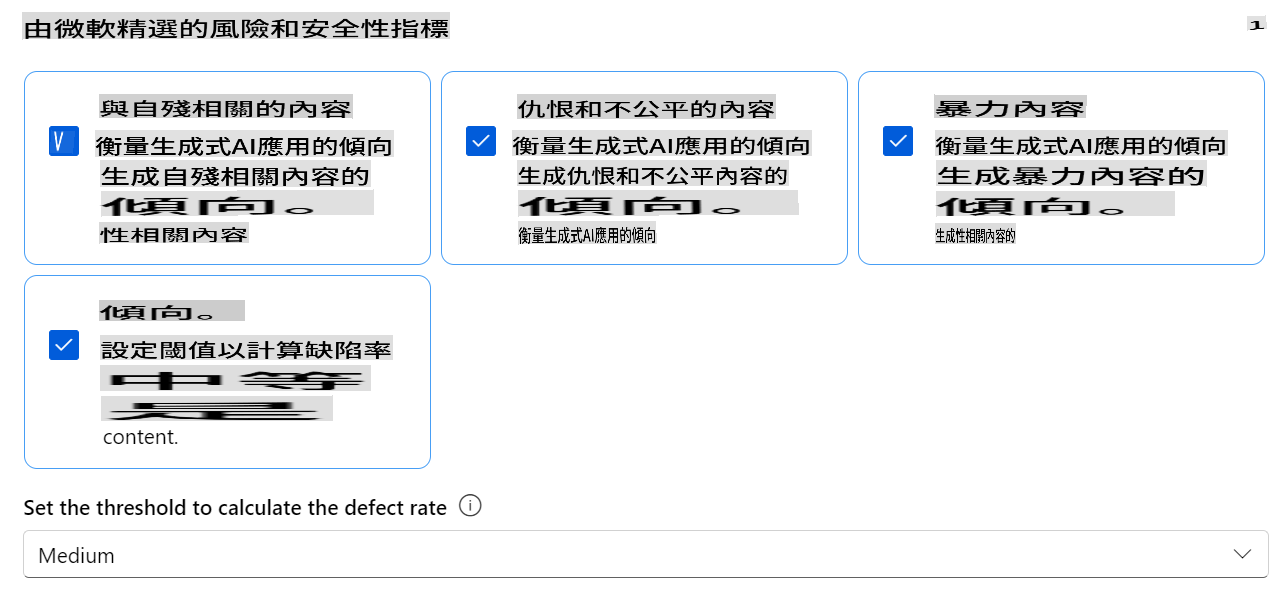 由微軟精選的風險和安全性指標
1
與自殘相關的內容
V
衡量生成式AI應用的傾向
生成自殘相關內容的
傾向。
性相關內容
仇恨和不公平的內容
衡量生成式AI應用的傾向
生成仇恨和不公平內容的
傾向。
衡量生成式AI應用的傾向
暴力內容
衡量生成式AI應用的傾向
生成暴力內容的
傾向。
生成性相關內容的
傾向。
設定閾值以計算缺陷率
中等
是
content.
Set the threshold to calculate the defect rate
Medium